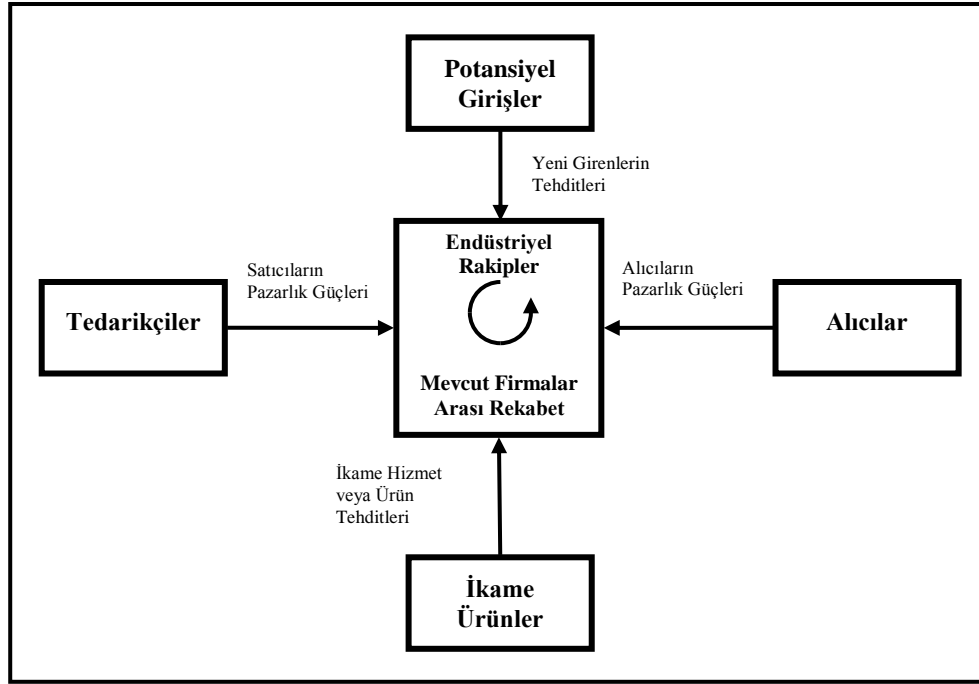 Potansiyel
Girişler
Yeni Girenlerin
Tehditleri
Endüstriyel
Rakipler
Satıcıların
Pazarlık Güçleri
Alıcıların
Pazarlık Güçleri
Tedarikçiler
Alıcılar
Mevcut Firmalar
Arası Rekabet
İkame Hizmet
veya Ürün
Tehditleri
İkame
Ürünler